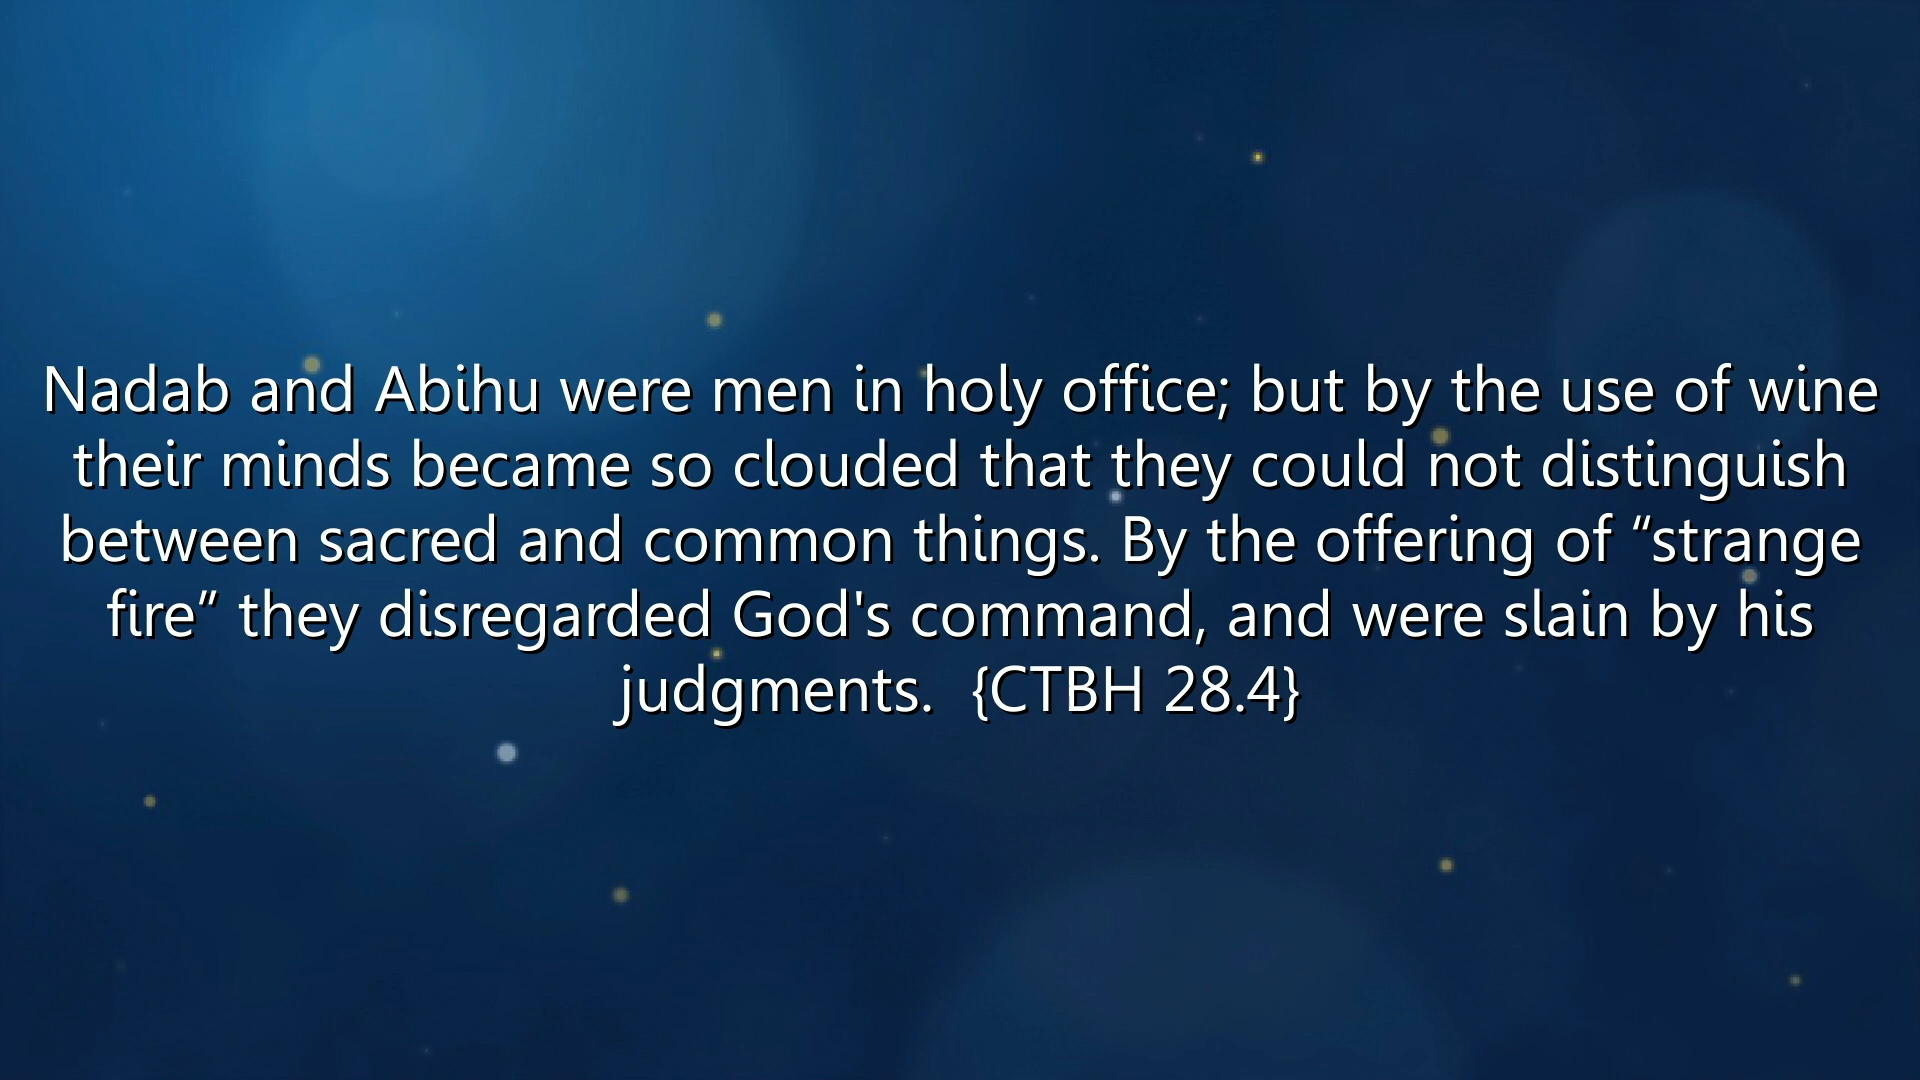 Nadab and Abihu were men in holy office; but by the use of wine
their minds became so clouded that they could not distinguish
between sacred and common things. By the offering of “strange
fire” they disregarded God's command, and were slain by his
judgments.  {CTBH 28.4}